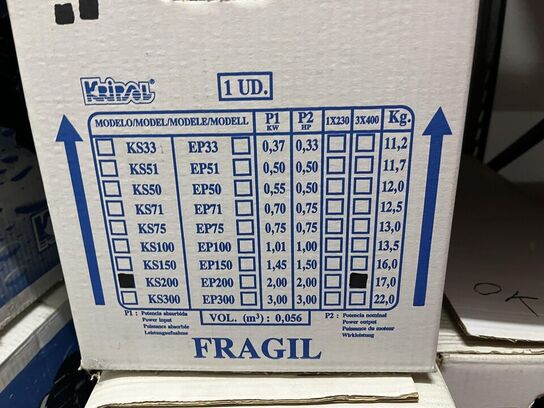 Kripsol
1 UD.
MODELO/MODEL/MODELE/MODELL P1 KW P2 HP 1X230 3X400 Kg.
KS33 EP33 0,37 0,33 11,2
KS51 EP51 0,50 0,50 11,7
KS50 EP50 0,55 0,50 12,0
KS71 EP71 0,70 0,75 12,5
KS75 EP75 0,75 0,75 13,0
KS100 EP100 1,01 1,00 13,5
KS150 EP150 1,45 1,50 16,0
KS200 EP200 2,00 2,00 17,0
KS300 EP300 3,00 3,00 22,0
VOL. (m³) : 0,056
P1 : Potencia absorbida
Power input
Puissance absorbée
Leistungsaufnahme
P2 : Potencia nominal
Power output
Puissance du moteur
Wirkleistung
FRAGIL
OK